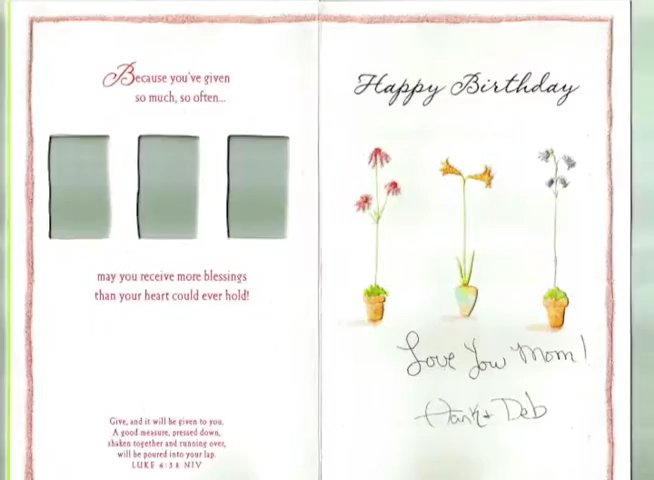 Because you've given
so much, so often...
may you receive more blessings
than your heart could ever hold!
Give, and it will be given to you.
A good measure, pressed down,
shaken together and running over,
will be poured into your lap.
LUKE 6:38 NIV
Happy Birthday
Love You Mom!
Hank + Deb